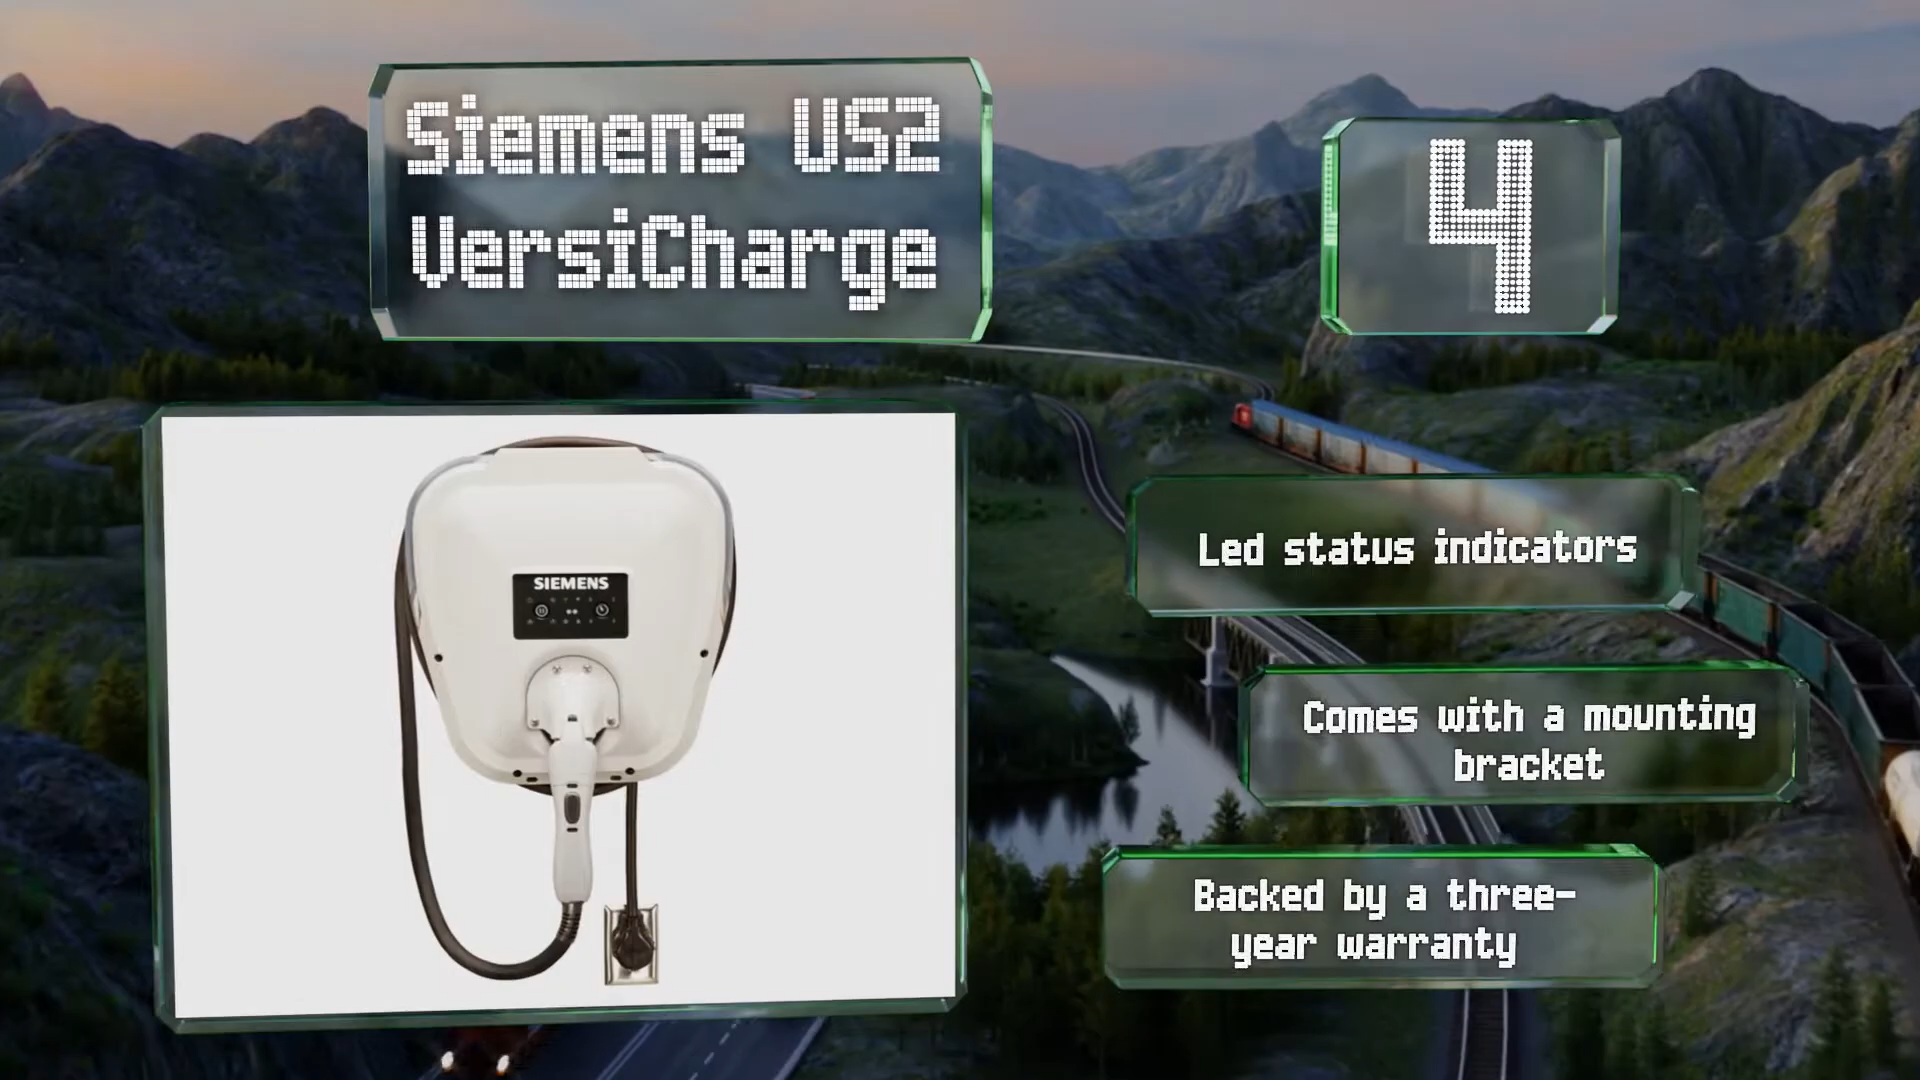 Siemens US2
VersiCharge
4
SIEMENS
Led status indicators
Comes with a mounting
bracket
Backed by a three-
year warranty